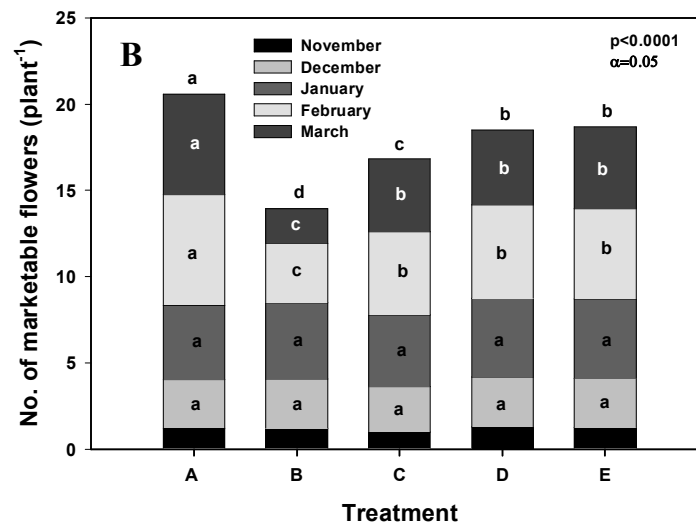 25
20
15
10
5
0
No. of marketable flowers (plant⁻¹)
B
November
December
January
February
March
p<0.0001
α=0.05
a
d
c
b
b
a
c
b
b
b
a
c
b
b
b
a
a
a
a
a
a
a
a
a
a
A
B
C
D
E
Treatment